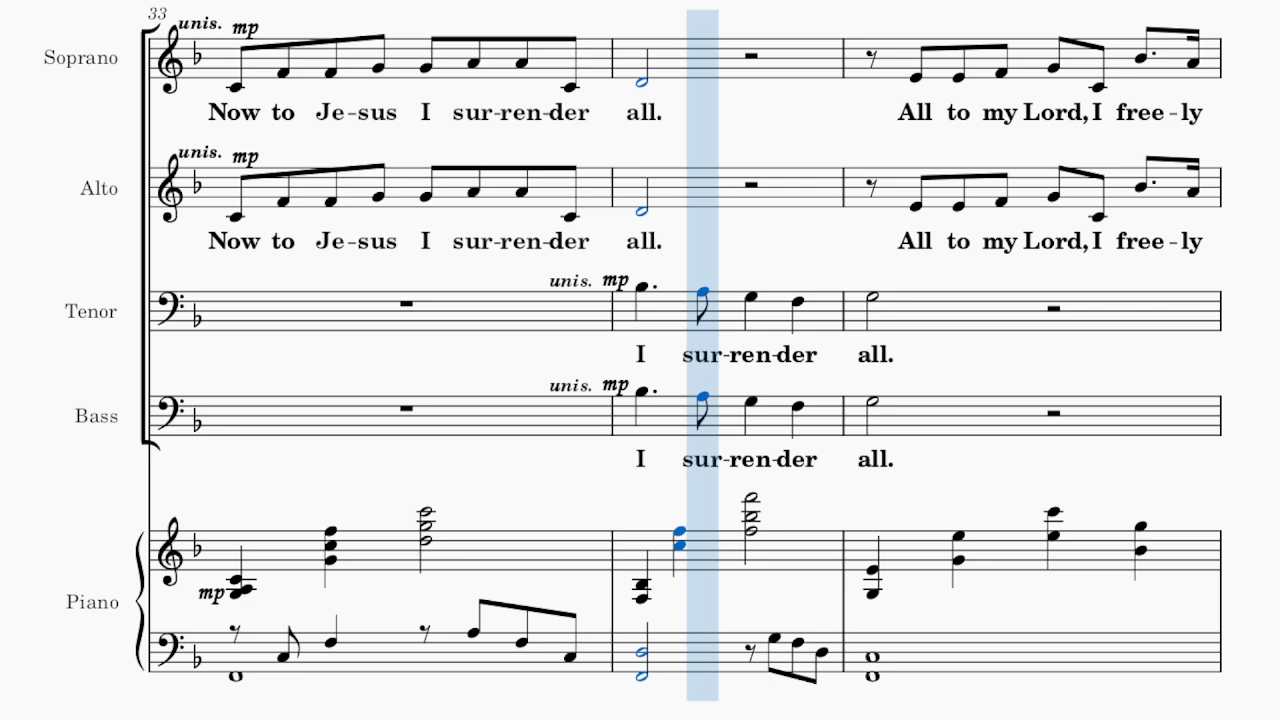 33
unis. mp
Soprano
Now to Je-sus I sur-ren-der all. All to my Lord, I free-ly
unis. mp
Alto
Now to Je-sus I sur-ren-der all. All to my Lord, I free-ly
unis. mp
Tenor
I sur-ren-der all.
unis. mp
Bass
I sur-ren-der all.
mp
Piano